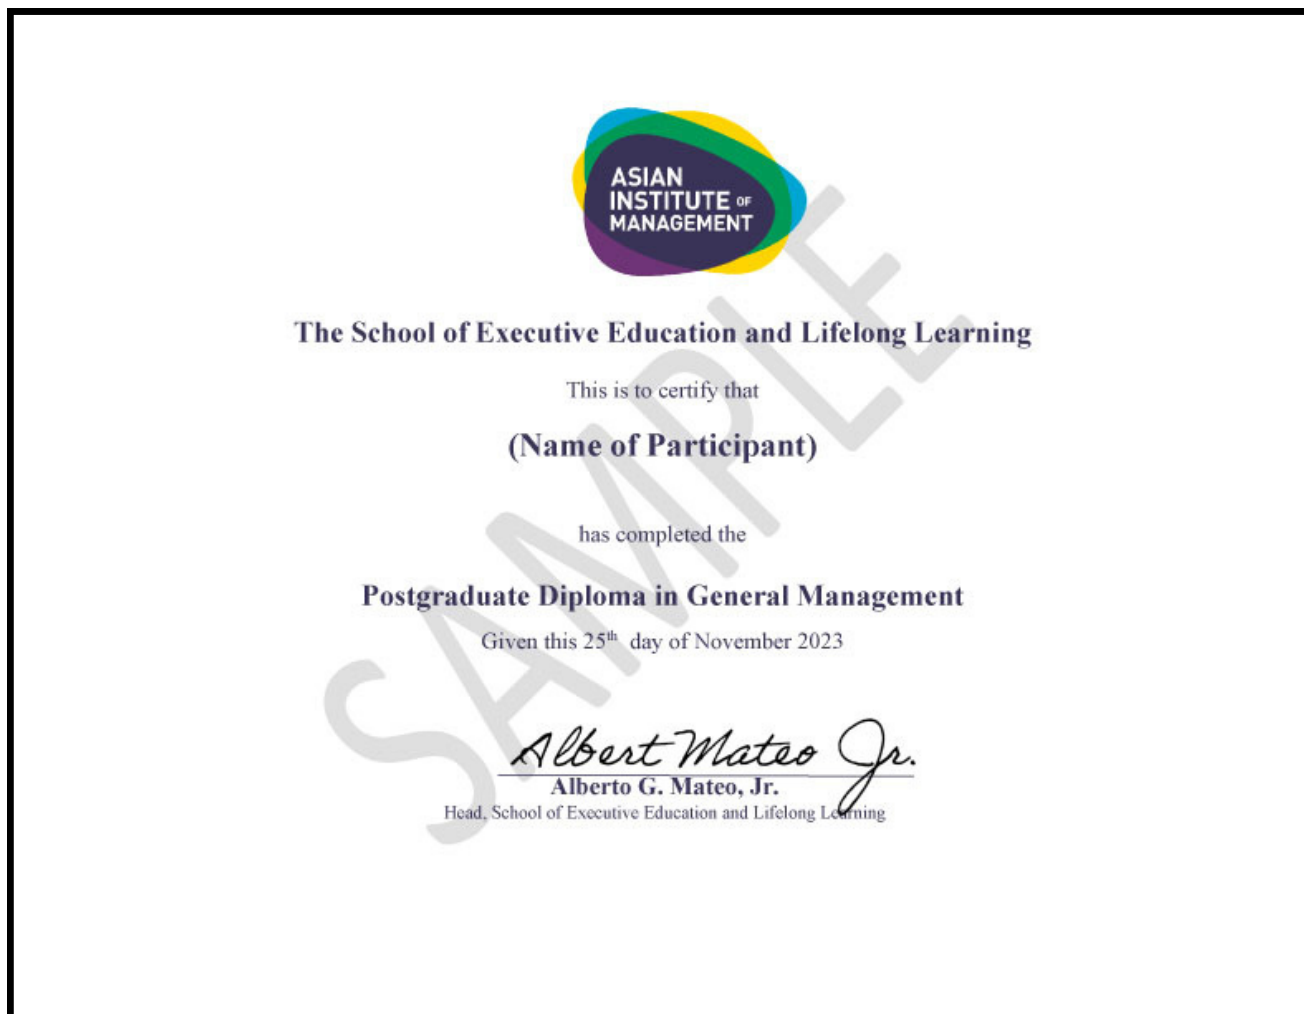 ASIAN
INSTITUTE OF
MANAGEMENT
The School of Executive Education and Lifelong Learning
This is to certify that
(Name of Participant)
has completed the
Postgraduate Diploma in General Management
Given this 25th day of November 2023
Albert Mateo Jr.
Alberto G. Mateo, Jr.
Head, School of Executive Education and Lifelong Learning
SAMPLE